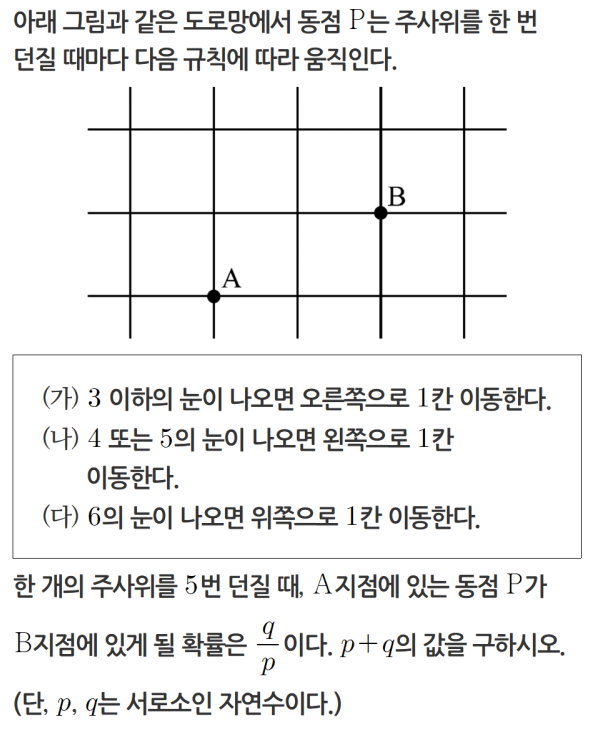 아래 그림과 같은 도로망에서 동점 P는 주사위를 한 번
던질 때마다 다음 규칙에 따라 움직인다.
B
A
(가) 3 이하의 눈이 나오면 오른쪽으로 1칸 이동한다.
(나) 4 또는 5의 눈이 나오면 왼쪽으로 1칸
이동한다.
(다) 6의 눈이 나오면 위쪽으로 1칸 이동한다.
한 개의 주사위를 5번 던질 때, A지점에 있는 동점 P가
B지점에 있게 될 확률은 q/p 이다. p+q의 값을 구하시오.
(단, p, q는 서로소인 자연수이다.)